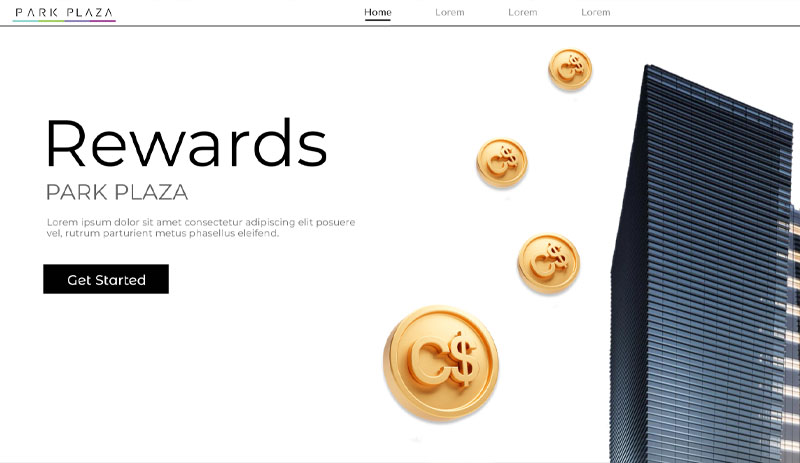 PARK PLAZA
Home Lorem Lorem Lorem
Rewards
PARK PLAZA
Lorem ipsum dolor sit amet consectetur adipiscing elit posuere
vel, rutrum parturient metus phasellus eleifend.
Get Started
C$
C$
C$
C$